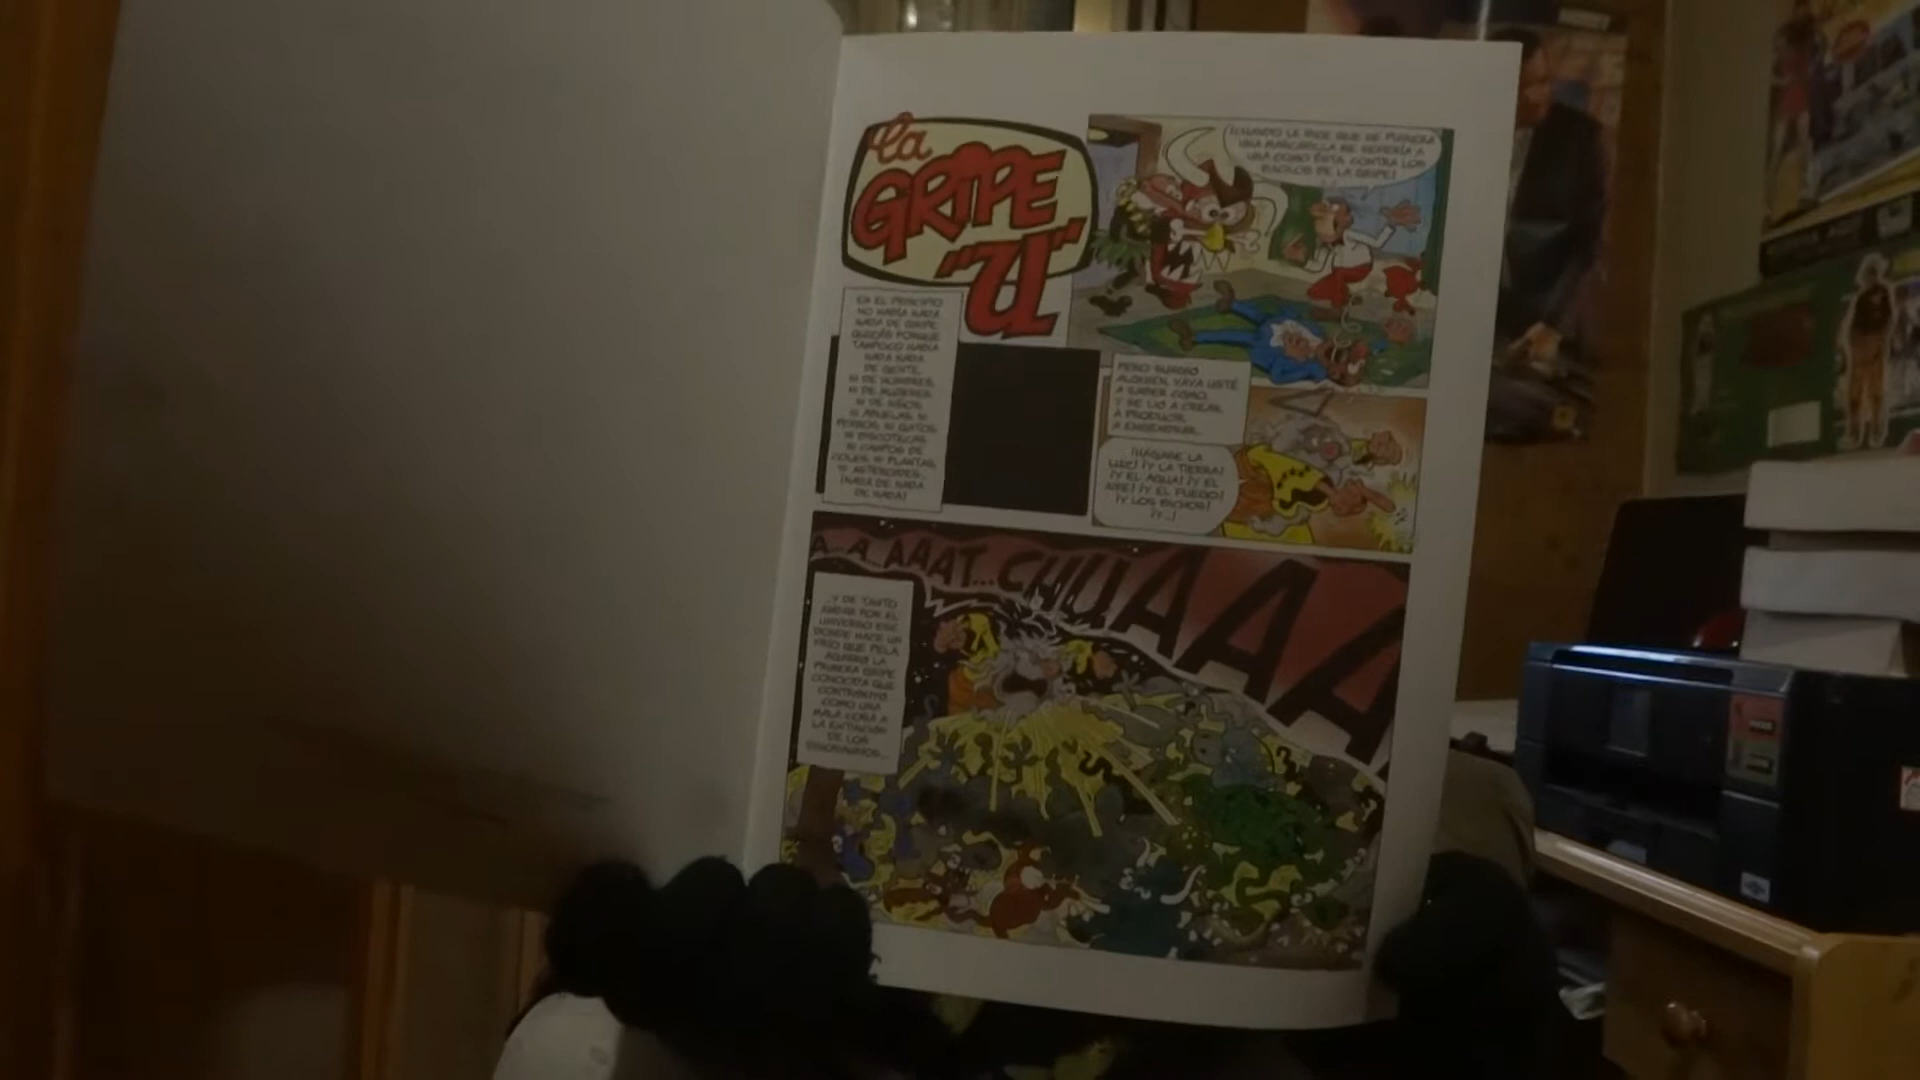 la
GRIPE
"U"
¡CUANDO LE DIJE QUE SE PUSIERA
UNA MASCARILLA ME REFERÍA A
UNA COMO ÉSTA CONTRA LOS
BICHOS DE LA GRIPE!
EN EL PRINCIPIO
NO HABÍA NADA
NADA DE GRIPE,
QUIZÁS PORQUE
TAMPOCO HABÍA
NADA NADA
DE GENTE,
NI DE HOMBRES,
NI DE MUJERES,
NI DE NIÑOS,
NI ABUELAS, NI
PERROS, NI GATOS,
NI DISCOTECAS,
NI CAMPOS DE
COLES, NI PLANTAS,
NI ASTEROIDES...
¡NADA DE NADA
DE NADA!
PERO SURGIÓ
ALGUIEN, VAYA USTÉ
A SABER CÓMO,
Y SE LIÓ A CREAR,
A PRODUCIR,
A ENGENDRAR...
¡HÁGASE LA
LUZ! ¡Y LA TIERRA!
¡Y EL AGUA! ¡Y EL
AIRE! ¡Y EL FUEGO!
¡Y LOS BICHOS!
¡Y...!
A...A...AAAT...CHUAAAA
...Y DE TANTO
ANDAR POR EL
UNIVERSO ESE
DONDE HACE UN
FRÍO QUE PELA
AGARRÓ LA
PRIMERA GRIPE
CONOCIDA QUE
CONTRIBUYÓ
COMO UNA
MALA COSA A
LA EXTINCIÓN
DE LOS
DINOSAURIOS...